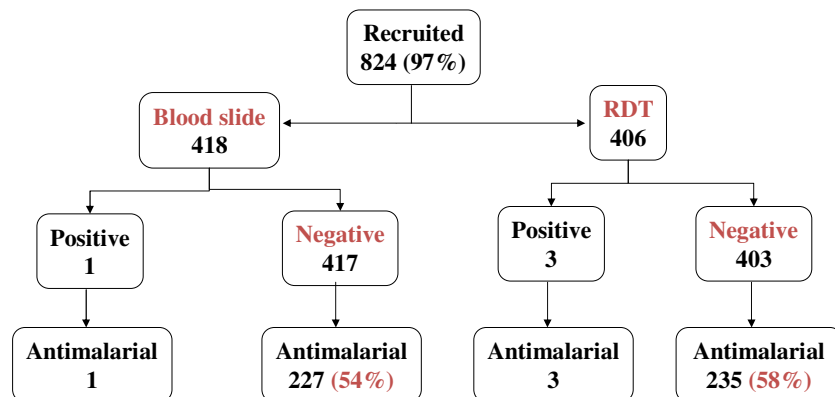 Recruited
824 (97%)
Blood slide
418
RDT
406
Positive
1
Negative
417
Positive
3
Negative
403
Antimalarial
1
Antimalarial
227 (54%)
Antimalarial
3
Antimalarial
235 (58%)